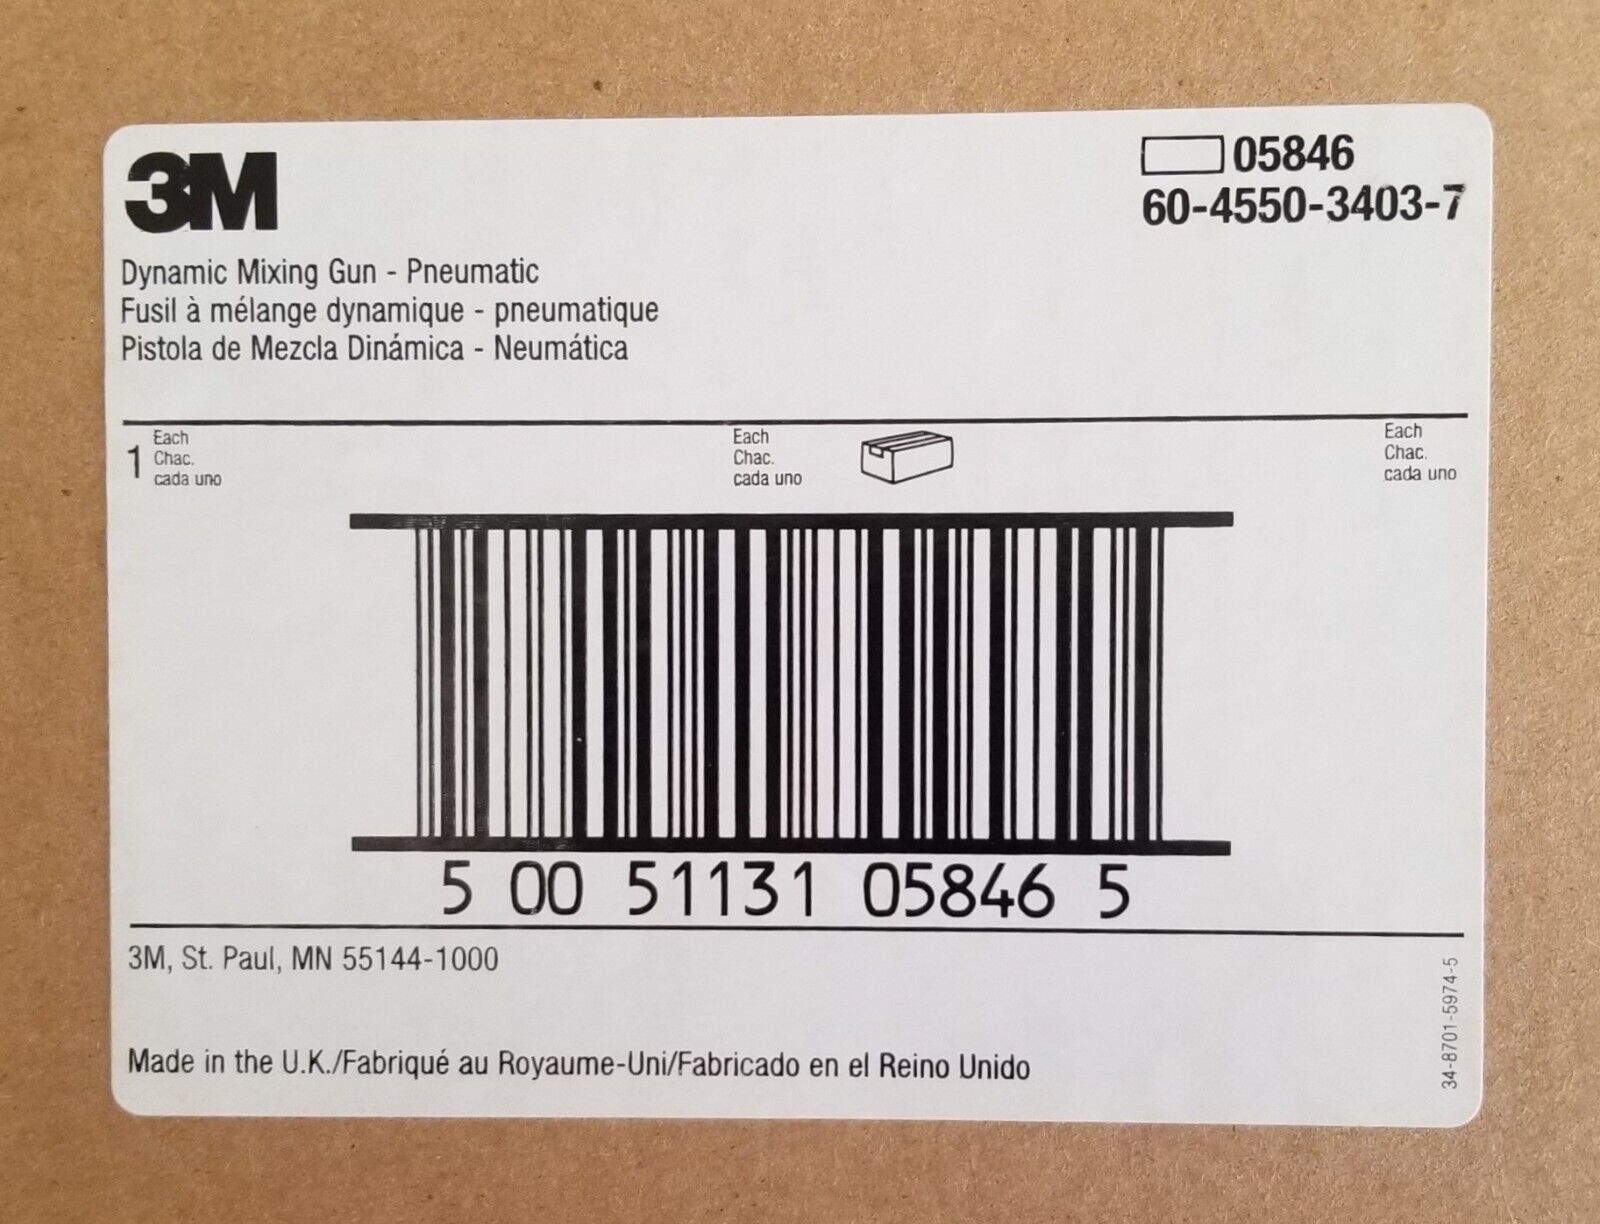 3M
05846
60-4550-3403-7
Dynamic Mixing Gun - Pneumatic
Fusil à mélange dynamique - pneumatique
Pistola de Mezcla Dinámica - Neumática
1
Each
Chac.
cada uno
Each
Chac.
cada uno
Each
Chac.
cada uno
5 00 51131 05846 5
3M, St. Paul, MN 55144-1000
Made in the U.K./Fabriqué au Royaume-Uni/Fabricado en el Reino Unido
34-8701-5974-5